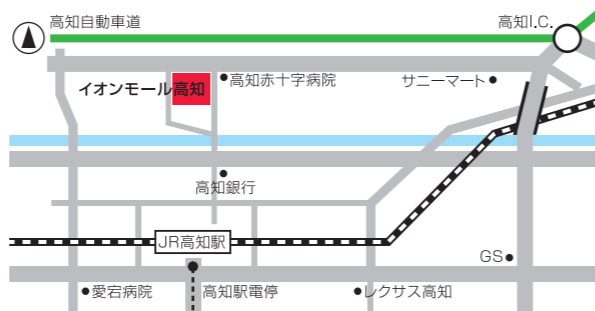 高知自動車道
高知I.C.
イオンモール高知
高知赤十字病院
サニーマート
高知銀行
JR高知駅
GS
愛宕病院
高知駅電停
レクサス高知